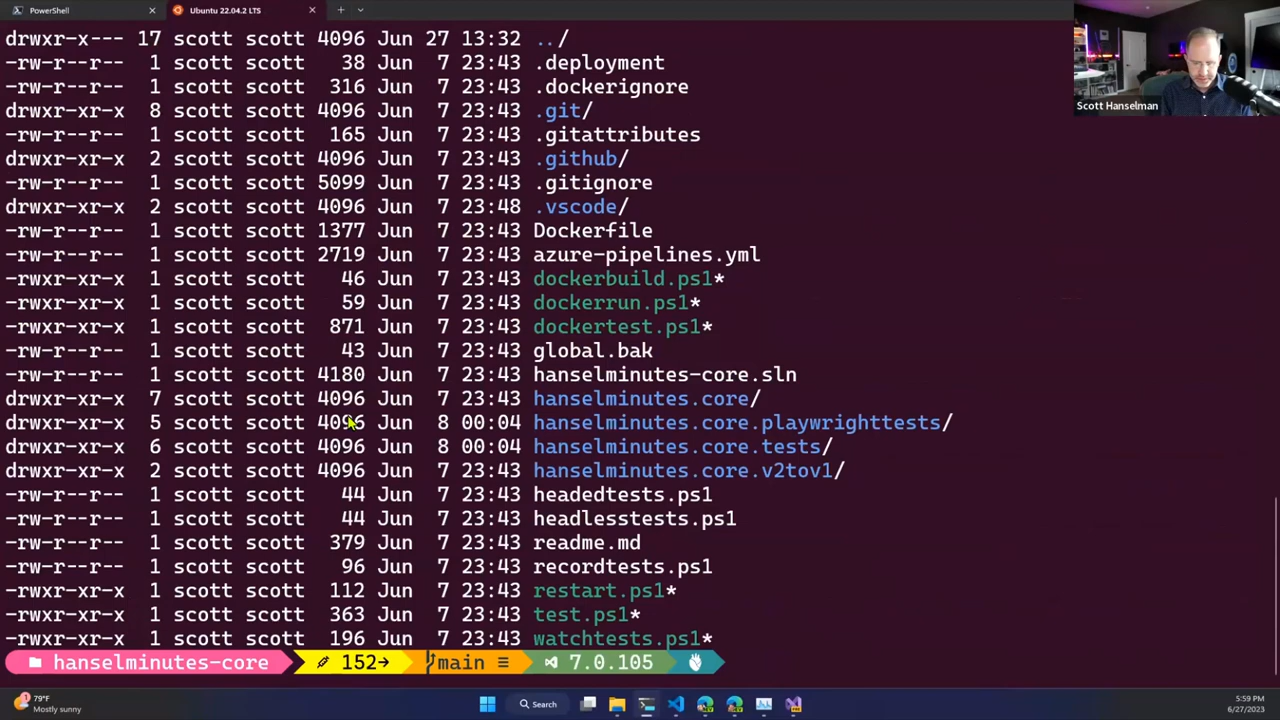 PowerShell
Ubuntu 22.04.2 LTS
drwxr-x--- 17 scott scott 4096 Jun 27 13:32 ../
-rw-r--r-- 1 scott scott 38 Jun 7 23:43 .deployment
-rw-r--r-- 1 scott scott 316 Jun 7 23:43 .dockerignore
drwxr-xr-x 8 scott scott 4096 Jun 7 23:43 .git/
-rw-r--r-- 1 scott scott 165 Jun 7 23:43 .gitattributes
drwxr-xr-x 2 scott scott 4096 Jun 7 23:43 .github/
-rw-r--r-- 1 scott scott 5099 Jun 7 23:43 .gitignore
drwxr-xr-x 2 scott scott 4096 Jun 7 23:48 .vscode/
-rw-r--r-- 1 scott scott 1377 Jun 7 23:43 Dockerfile
-rw-r--r-- 1 scott scott 2719 Jun 7 23:43 azure-pipelines.yml
-rwxr-xr-x 1 scott scott 46 Jun 7 23:43 dockerbuild.ps1*
-rwxr-xr-x 1 scott scott 59 Jun 7 23:43 dockerrun.ps1*
-rwxr-xr-x 1 scott scott 871 Jun 7 23:43 dockertest.ps1*
-rw-r--r-- 1 scott scott 43 Jun 7 23:43 global.bak
-rw-r--r-- 1 scott scott 4180 Jun 7 23:43 hanselminutes-core.sln
drwxr-xr-x 7 scott scott 4096 Jun 7 23:43 hanselminutes.core/
drwxr-xr-x 5 scott scott 4096 Jun 8 00:04 hanselminutes.core.playwrighttests/
drwxr-xr-x 6 scott scott 4096 Jun 8 00:04 hanselminutes.core.tests/
drwxr-xr-x 2 scott scott 4096 Jun 7 23:43 hanselminutes.core.v2tov1/
-rw-r--r-- 1 scott scott 44 Jun 7 23:43 headedtests.ps1
-rw-r--r-- 1 scott scott 44 Jun 7 23:43 headlesstests.ps1
-rw-r--r-- 1 scott scott 379 Jun 7 23:43 readme.md
-rw-r--r-- 1 scott scott 96 Jun 7 23:43 recordtests.ps1
-rwxr-xr-x 1 scott scott 112 Jun 7 23:43 restart.ps1*
-rwxr-xr-x 1 scott scott 363 Jun 7 23:43 test.ps1*
-rwxr-xr-x 1 scott scott 196 Jun 7 23:43 watchtests.ps1*
hanselminutes-core 152→ main ≡ 7.0.105
Scott Hanselman
1
79°F
Mostly sunny
Search
5:59 PM
6/27/2023